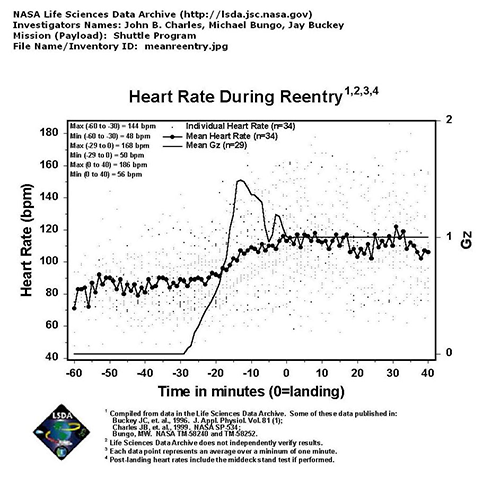 NASA Life Sciences Data Archive (http://lsda.jsc.nasa.gov)
Investigators Names: John B. Charles, Michael Bungo, Jay Buckey
Mission (Payload): Shuttle Program
File Name/Inventory ID: meanreentry.jpg
Heart Rate During Reentry1,2,3,4
Max (-60 to -30) = 144 bpm
Min (-60 to -30) = 48 bpm
Max (-29 to 0) = 168 bpm
Min (-29 to 0) = 50 bpm
Max (0 to 40) = 186 bpm
Min (0 to 40) = 56 bpm
Individual Heart Rate (n=34)
Mean Heart Rate (n=34)
Mean Gz (n=29)
Heart Rate (bpm)
180
160
140
120
100
80
60
40
2
1
0
Gz
-60 -50 -40 -30 -20 -10 0 10 20 30 40
Time in minutes (0=landing)
LSDA
1 Compiled from data in the Life Sciences Data Archive. Some of these data published in:
Buckey JC, et. al., 1996. J. Appl. Physiol. Vol. 81 (1);
Charles JB, et. al., 1999, NASA SP-534;
Bungo, MW. NASA TM-58240 and TM-58252.
2 Life Sciences Data Archive does not independently verify results.
3 Each data point represents an average over a minimum of one minute.
4 Post-landing heart rates include the middeck stand test if performed.